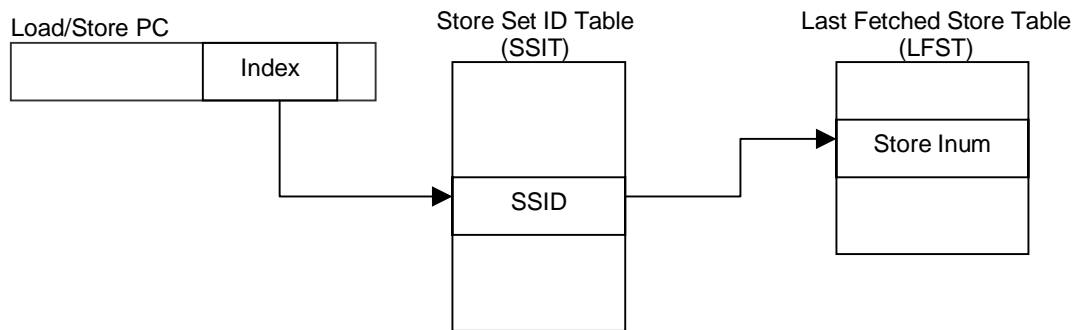 Load/Store PC
Index
Store Set ID Table
(SSIT)
SSID
Last Fetched Store Table
(LFST)
Store Inum